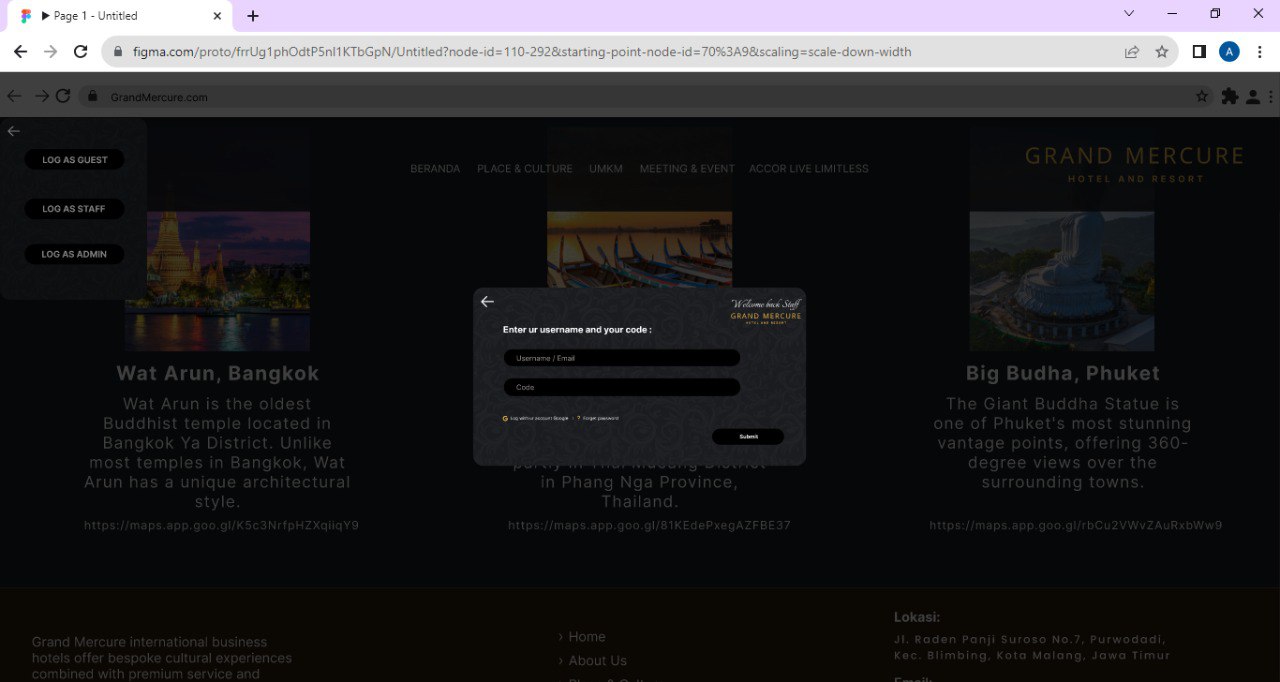 Page 1 - Untitled
figma.com/proto/frrUg1phOdtP5nI1KTbGpN/Untitled?node-id=110-292&starting-point-node-id=70%3A9&scaling=scale-down-width
A
GrandMercure.com
LOG AS GUEST
LOG AS STAFF
LOG AS ADMIN
BERANDA PLACE & CULTURE UMKM MEETING & EVENT ACCOR LIVE LIMITLESS
GRAND MERCURE
HOTEL AND RESORT
Welcome back Staff
GRAND MERCURE
HOTEL AND RESORT
Enter ur username and your code :
Username / Email
Code
Log with ur account Google | ? Forget password
Submit
Wat Arun, Bangkok
Wat Arun is the oldest
Buddhist temple located in
Bangkok Ya District. Unlike
most temples in Bangkok, Wat
Arun has a unique architectural
style.
https://maps.app.goo.gl/K5c3NrfpHZXqiiqY9
partly in Thai Mueang District
in Phang Nga Province,
Thailand.
https://maps.app.goo.gl/81KEdePxegAZFBE37
Big Budha, Phuket
The Giant Buddha Statue is
one of Phuket's most stunning
vantage points, offering 360-
degree views over the
surrounding towns.
https://maps.app.goo.gl/rbCu2VWvZAuRxbWw9
Grand Mercure international business
hotels offer bespoke cultural experiences
combined with premium service and
› Home
› About Us
› Place & Culture
Lokasi:
Jl. Raden Panji Suroso No.7, Purwodadi,
Kec. Blimbing, Kota Malang, Jawa Timur
Email: